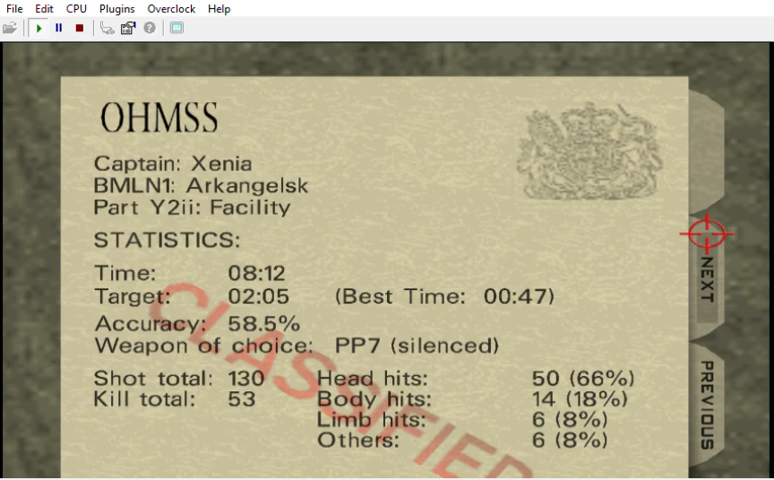 File Edit CPU Plugins Overclock Help
OHMSS
Captain: Xenia
BMLN1: Arkangelsk
Part Y2ii: Facility
STATISTICS:
Time: 08:12
Target: 02:05 (Best Time: 00:47)
Accuracy: 58.5%
Weapon of choice: PP7 (silenced)
Shot total: 130 Head hits: 50 (66%)
Kill total: 53 Body hits: 14 (18%)
Limb hits: 6 (8%)
Others: 6 (8%)
CLASSIFIED
NEXT
PREVIOUS